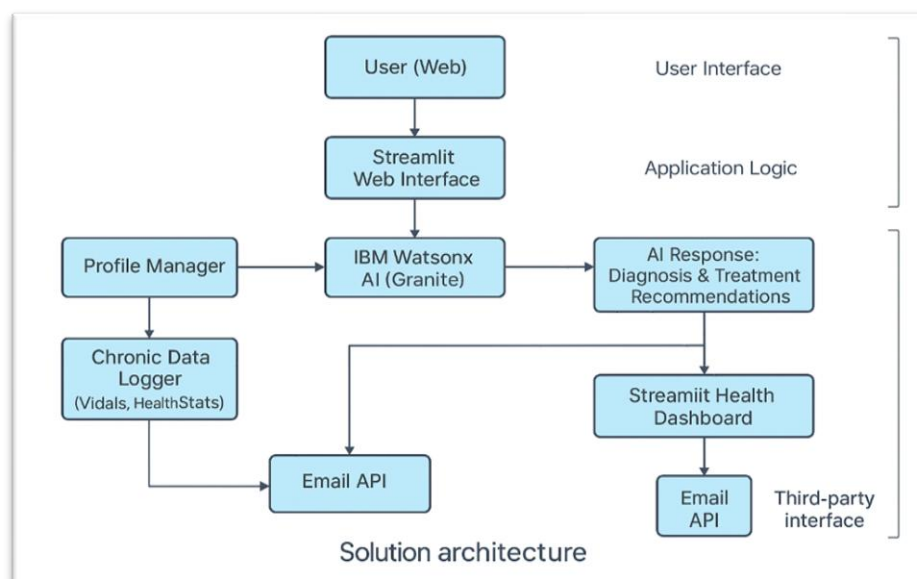 User (Web)
User Interface
Streamlit
Web Interface
Application Logic
Profile Manager
IBM Watsonx
AI (Granite)
AI Response:
Diagnosis & Treatment
Recommendations
Chronic Data
Logger
(Vidals, HealthStats)
Streamiit Health
Dashboard
Email API
Email
API
Third-party
interface
Solution architecture